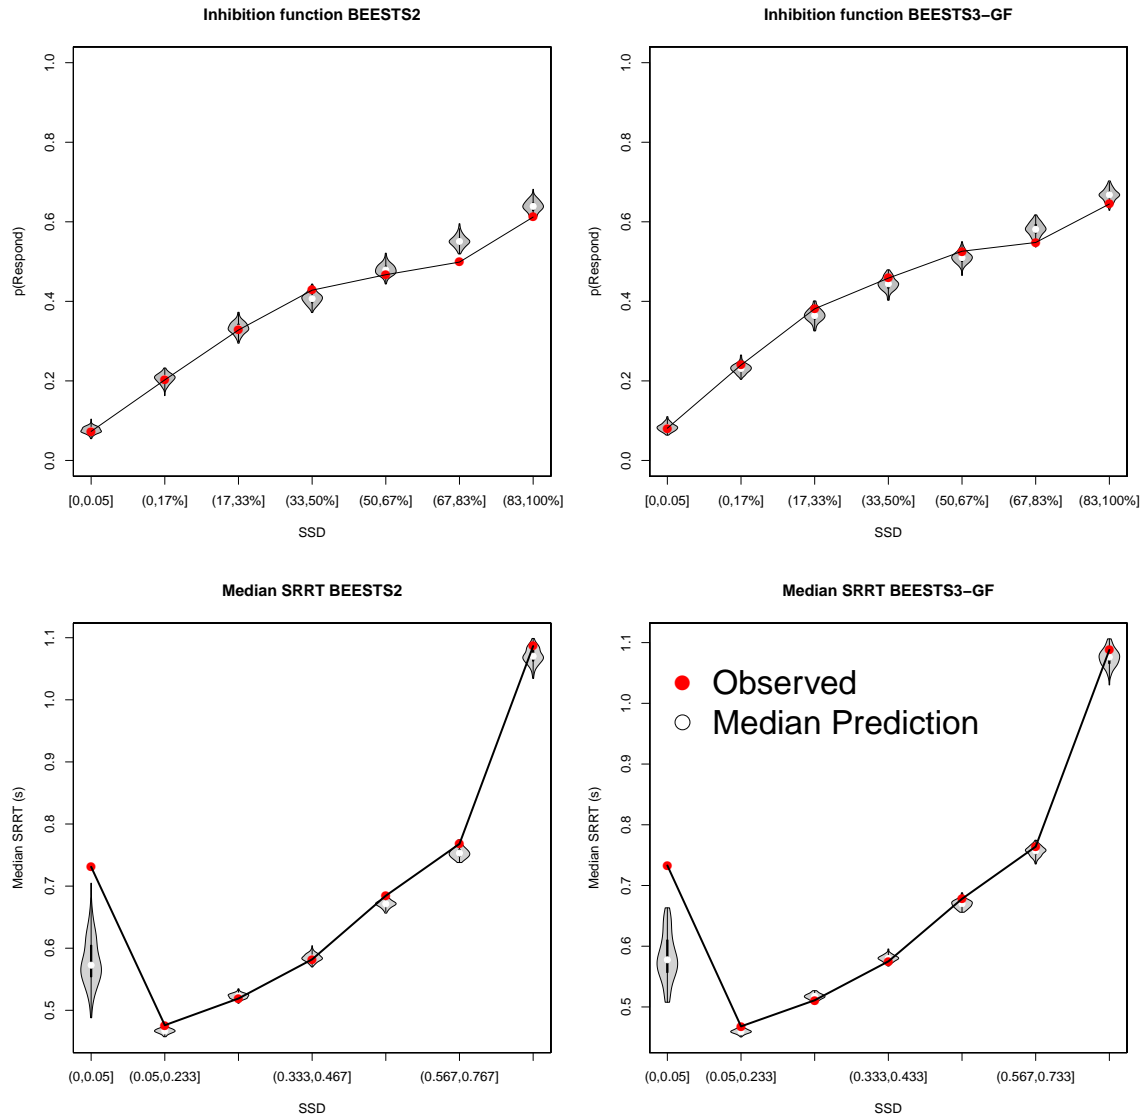 Inhibition function BEESTS2
p(Respond)
0.0 0.2 0.4 0.6 0.8 1.0
[0,0.05] (0,17%] (17,33%] (33,50%] (50,67%] (67,83%] (83,100%]
SSD
Inhibition function BEESTS3−GF
p(Respond)
0.0 0.2 0.4 0.6 0.8 1.0
[0,0.05] (0,17%] (17,33%] (33,50%] (50,67%] (67,83%] (83,100%]
SSD
Median SRRT BEESTS2
Median SRRT (s)
0.5 0.6 0.7 0.8 0.9 1.0 1.1
(0,0.05] (0.05,0.233] (0.333,0.467] (0.567,0.767]
SSD
Median SRRT BEESTS3−GF
Median SRRT (s)
0.5 0.6 0.7 0.8 0.9 1.0 1.1
Observed
Median Prediction
(0,0.05] (0.05,0.233] (0.333,0.433] (0.567,0.733]
SSD